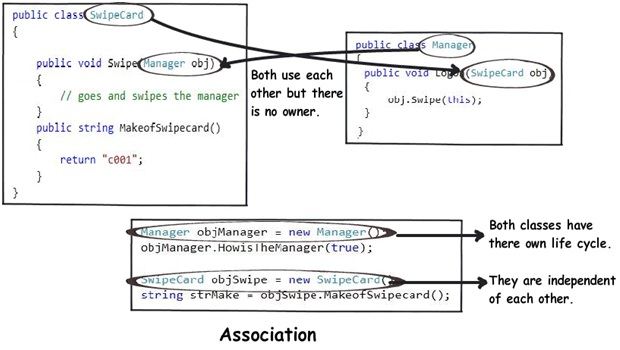 public class SwipeCard
{
public void Swipe(Manager obj)
{
// goes and swipes the manager
}
public string MakeofSwipecard()
{
return "c001";
}
}
Both use each
other but there
is no owner.
public class Manager
{
public void (SwipeCard obj
{
obj.Swipe(this);
}
}
Manager objManager = new Manager()
objManager.HowisTheManager(true);
SwipeCard objSwipe = new SwipeCard(
string strMake = objSwipe.MakeofSwipecard();
Both classes have
there own life cycle.
They are independent
of each other.
Association